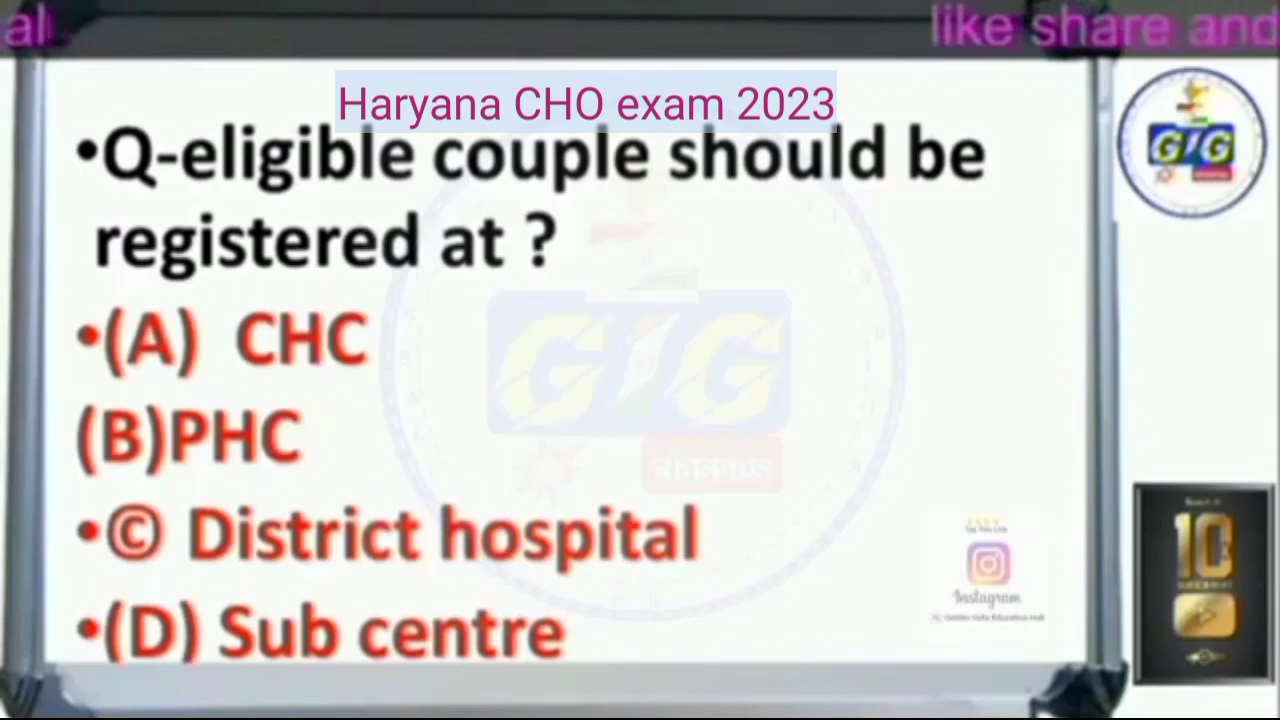 al
like share and
Haryana CHO exam 2023
•Q-eligible couple should be
registered at ?
•(A) CHC
(B)PHC
•© District hospital
•(D) Sub centre
GIG
GIG
10
Instagram